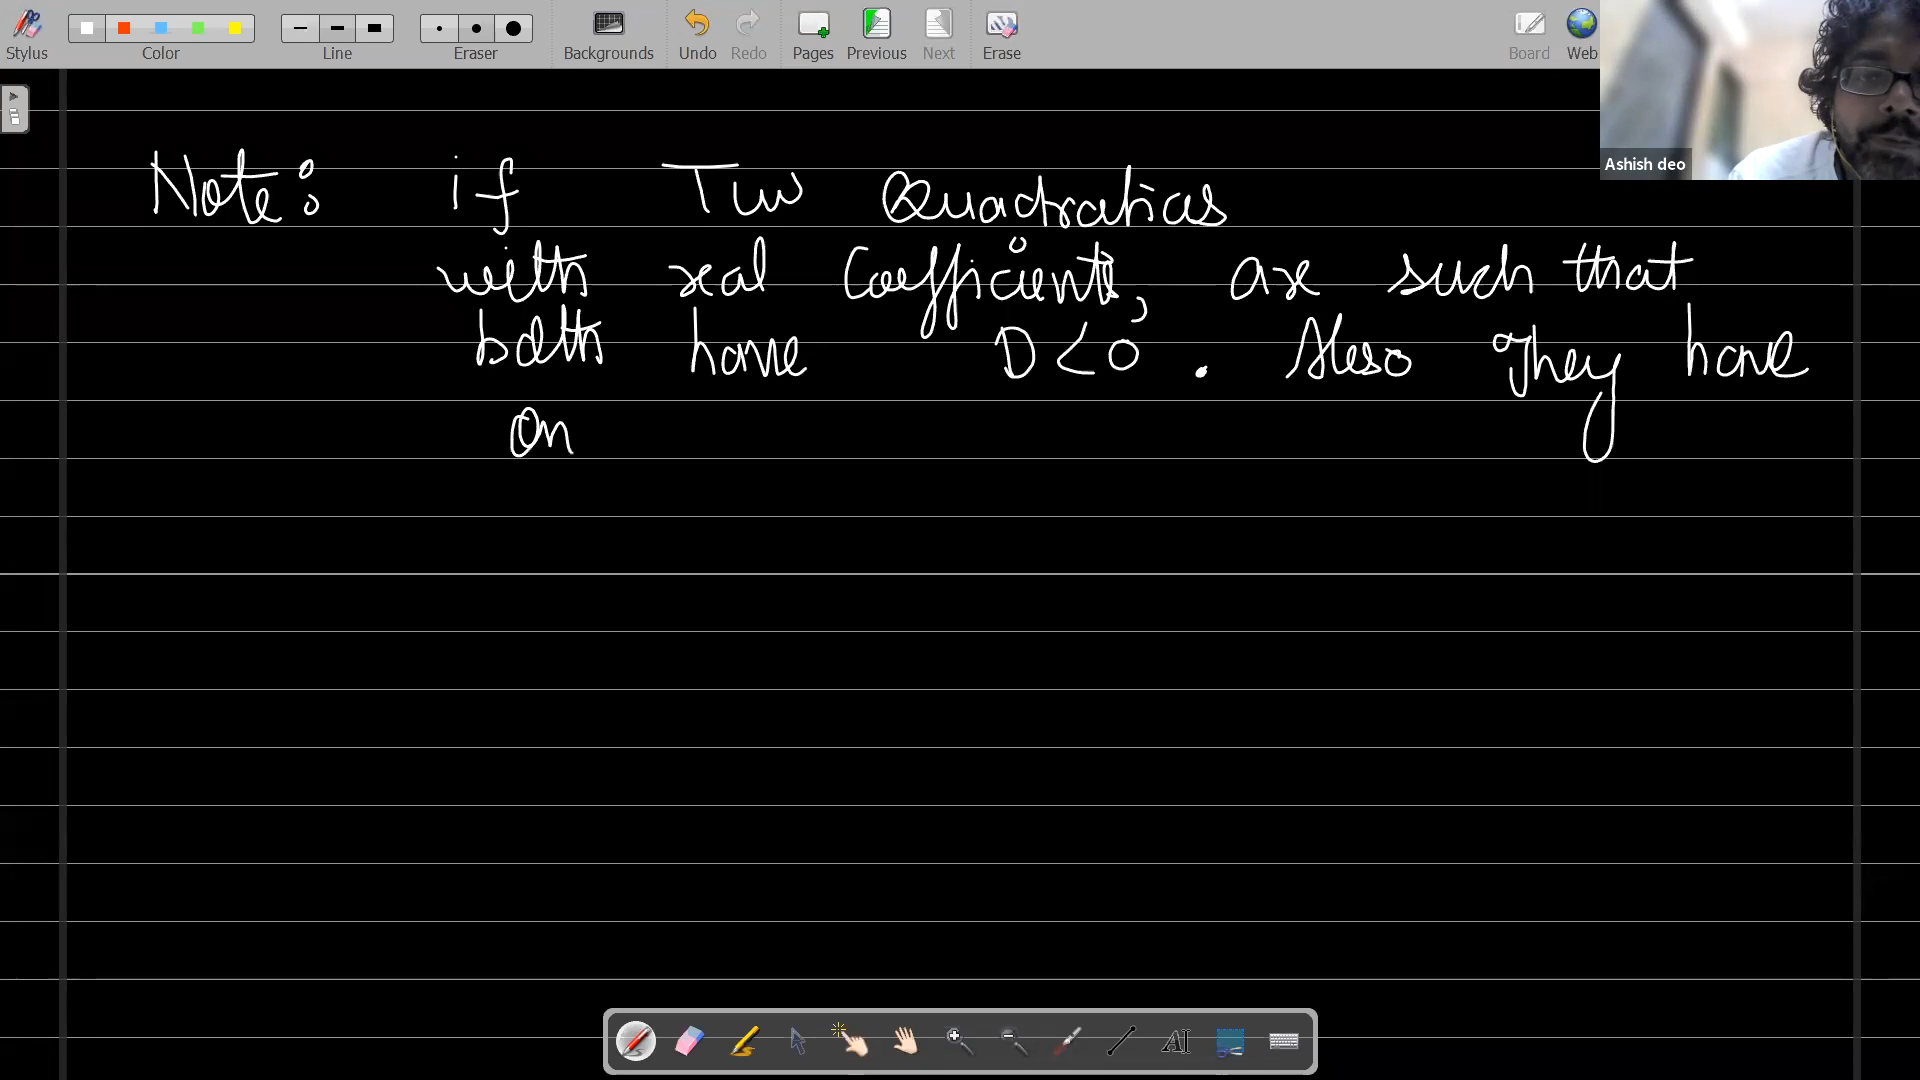 Stylus Color Line Eraser Backgrounds Undo Redo Pages Previous Next Erase Board Web
Ashish deo
Note: if Two Quadratics
with real Coefficients, are such that
both have D<0. Also They have
On